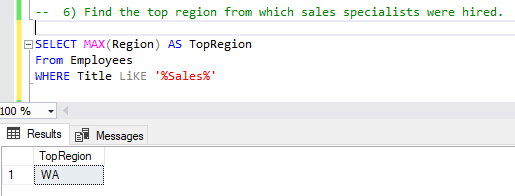 -- 6) Find the top region from which sales specialists were hired.
SELECT MAX(Region) AS TopRegion
From Employees
WHERE Title LiKE '%Sales%'
100 %
Results Messages
TopRegion
1 WA